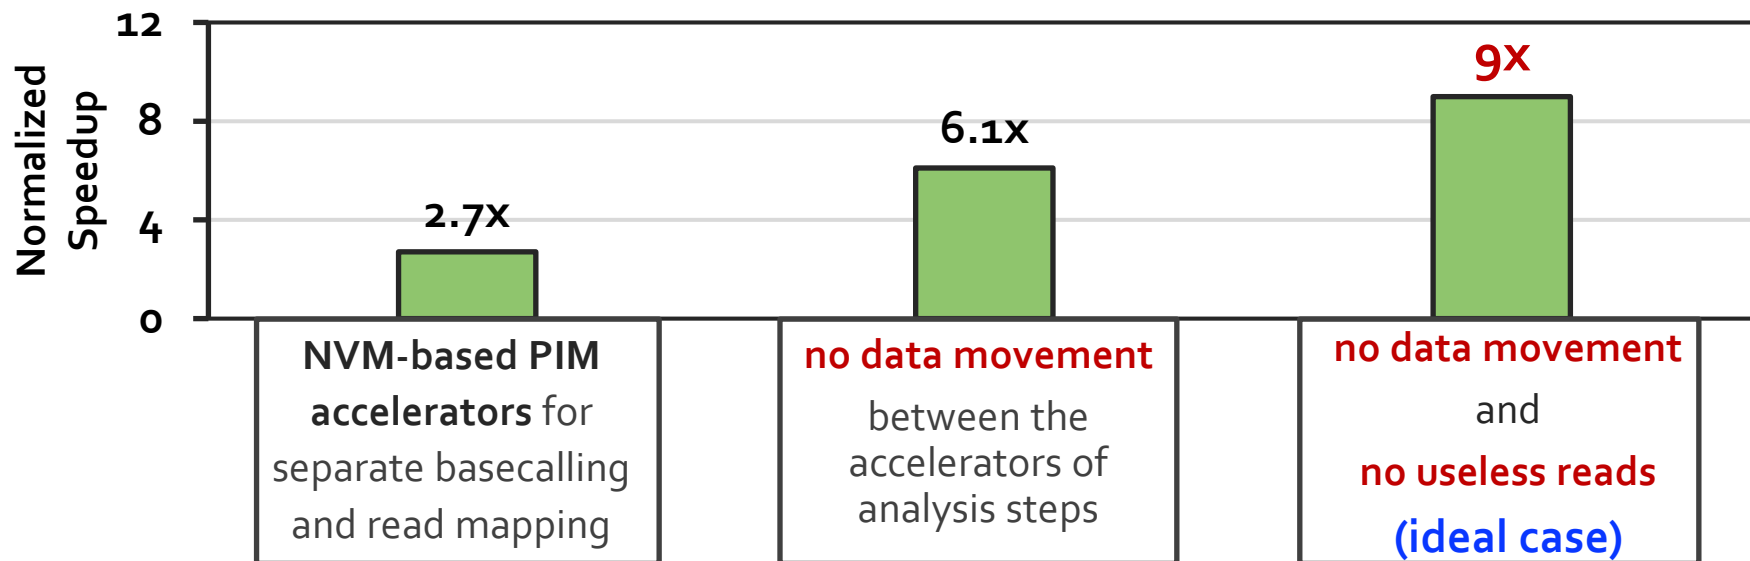 Normalized
Speedup
12
8
4
0
2.7x
6.1x
9x
NVM-based PIM
accelerators for
separate basecalling
and read mapping
no data movement
between the
accelerators of
analysis steps
no data movement
and
no useless reads
(ideal case)